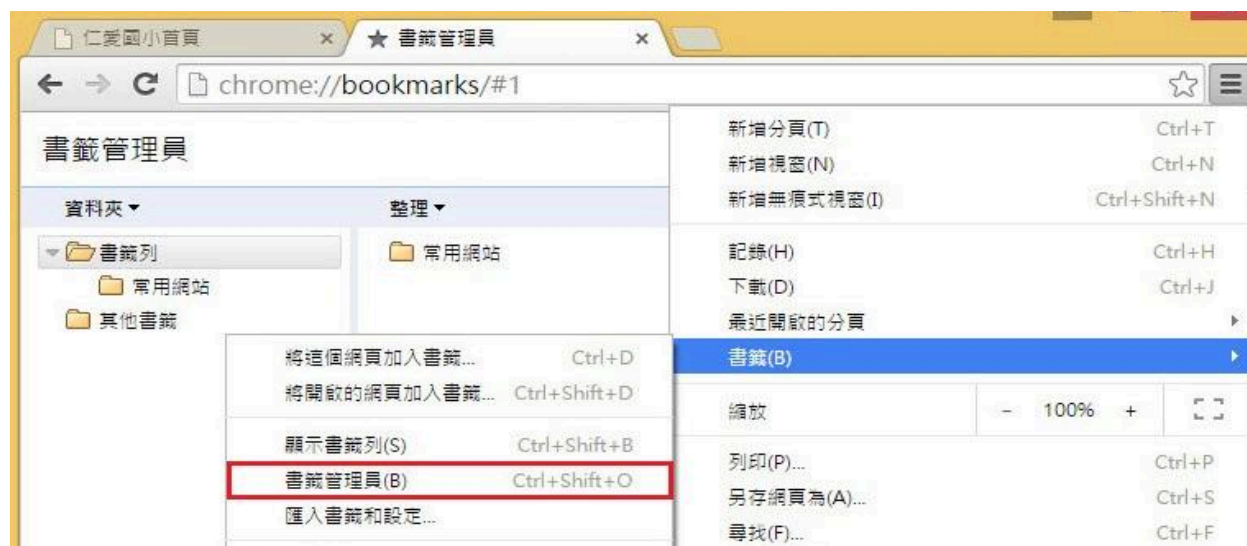 仁愛國小首頁 × ★ 書籤管理員 ×
chrome://bookmarks/#1
書籤管理員
資料夾▼ 整理▼
書籤列
常用網站
其他書籤
常用網站
新增分頁(T) Ctrl+T
新增視窗(N) Ctrl+N
新增無痕式視窗(I) Ctrl+Shift+N
記錄(H) Ctrl+H
下載(D) Ctrl+J
最近開啟的分頁
書籤(B)
縮放 - 100% +
列印(P)... Ctrl+P
另存網頁為(A)... Ctrl+S
尋找(F)... Ctrl+F
將這個網頁加入書籤... Ctrl+D
將開啟的網頁加入書籤... Ctrl+Shift+D
顯示書籤列(S) Ctrl+Shift+B
書籤管理員(B) Ctrl+Shift+O
匯入書籤和設定...